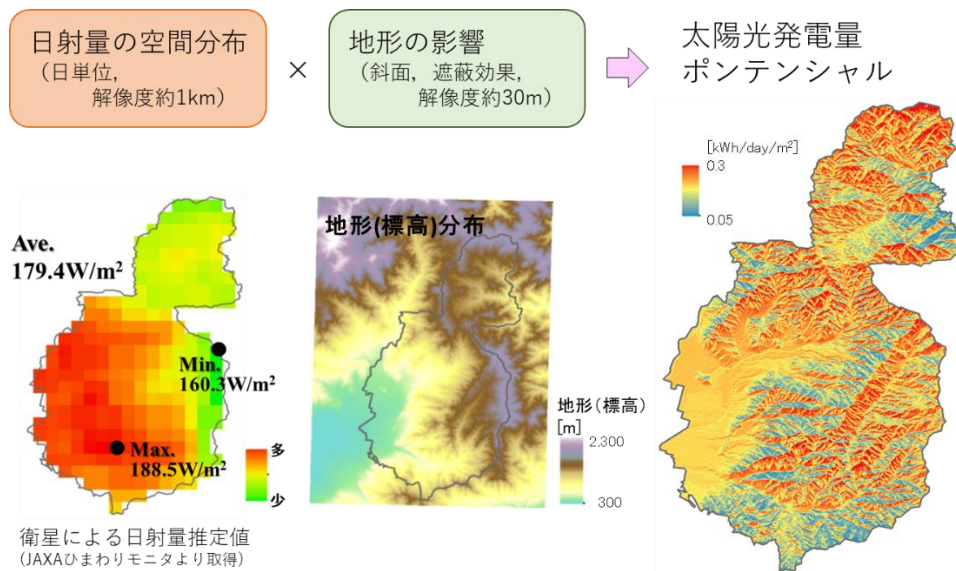 日射量の空間分布
(日単位,
解像度約1km)
×
地形の影響
(斜面, 遮蔽効果,
解像度約30m)
太陽光発電量
ポンテンシャル
[kWh/day/m²]
0.3
0.05
Ave.
179.4W/m²
Min.
160.3W/m²
Max.
188.5W/m²
多
少
衛星による日射量推定値
(JAXAひまわりモニタより取得)
地形(標高)分布
地形(標高)
[m]
2,300
300